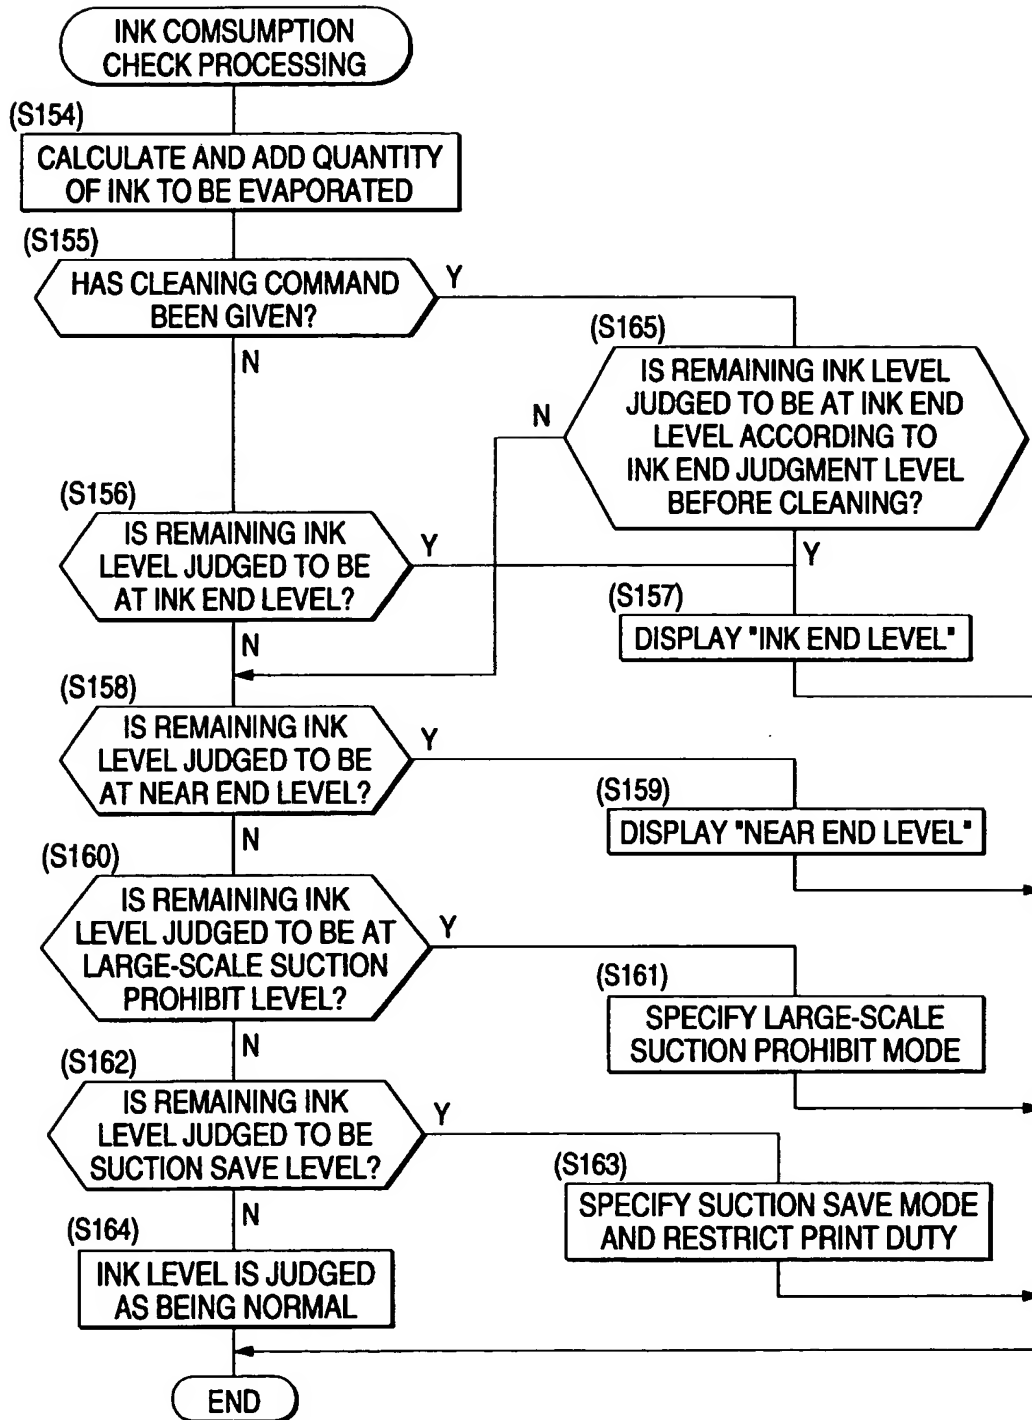 INK COMSUMPTION
CHECK PROCESSING
(S154)
CALCULATE AND ADD QUANTITY
OF INK TO BE EVAPORATED
(S155)
HAS CLEANING COMMAND
BEEN GIVEN?
Y
N
(S165)
IS REMAINING INK LEVEL
JUDGED TO BE AT INK END
LEVEL ACCORDING TO
INK END JUDGMENT LEVEL
BEFORE CLEANING?
N
Y
(S156)
IS REMAINING INK
LEVEL JUDGED TO BE
AT INK END LEVEL?
Y
N
(S157)
DISPLAY "INK END LEVEL"
(S158)
IS REMAINING INK
LEVEL JUDGED TO BE
AT NEAR END LEVEL?
Y
N
(S159)
DISPLAY "NEAR END LEVEL"
(S160)
IS REMAINING INK
LEVEL JUDGED TO BE AT
LARGE-SCALE SUCTION
PROHIBIT LEVEL?
Y
N
(S161)
SPECIFY LARGE-SCALE
SUCTION PROHIBIT MODE
(S162)
IS REMAINING INK
LEVEL JUDGED TO BE
SUCTION SAVE LEVEL?
Y
N
(S163)
SPECIFY SUCTION SAVE MODE
AND RESTRICT PRINT DUTY
(S164)
INK LEVEL IS JUDGED
AS BEING NORMAL
END